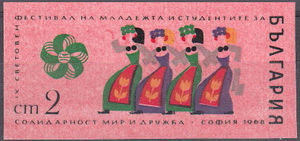 IX СВЕТОВЕН
ФЕСТИВАЛ НА МЛАДЕЖТА И СТУДЕНТИТЕ ЗА
СОЛИДАРНОСТ МИР И ДРУЖБА - СОФИЯ 1968
БЪЛГАРИЯ
СТ 2